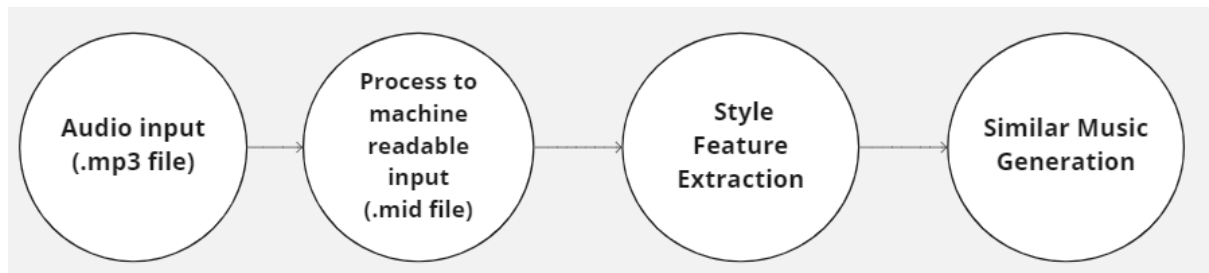 Audio input
(.mp3 file)
Process to
machine
readable
input
(.mid file)
Style
Feature
Extraction
Similar Music
Generation